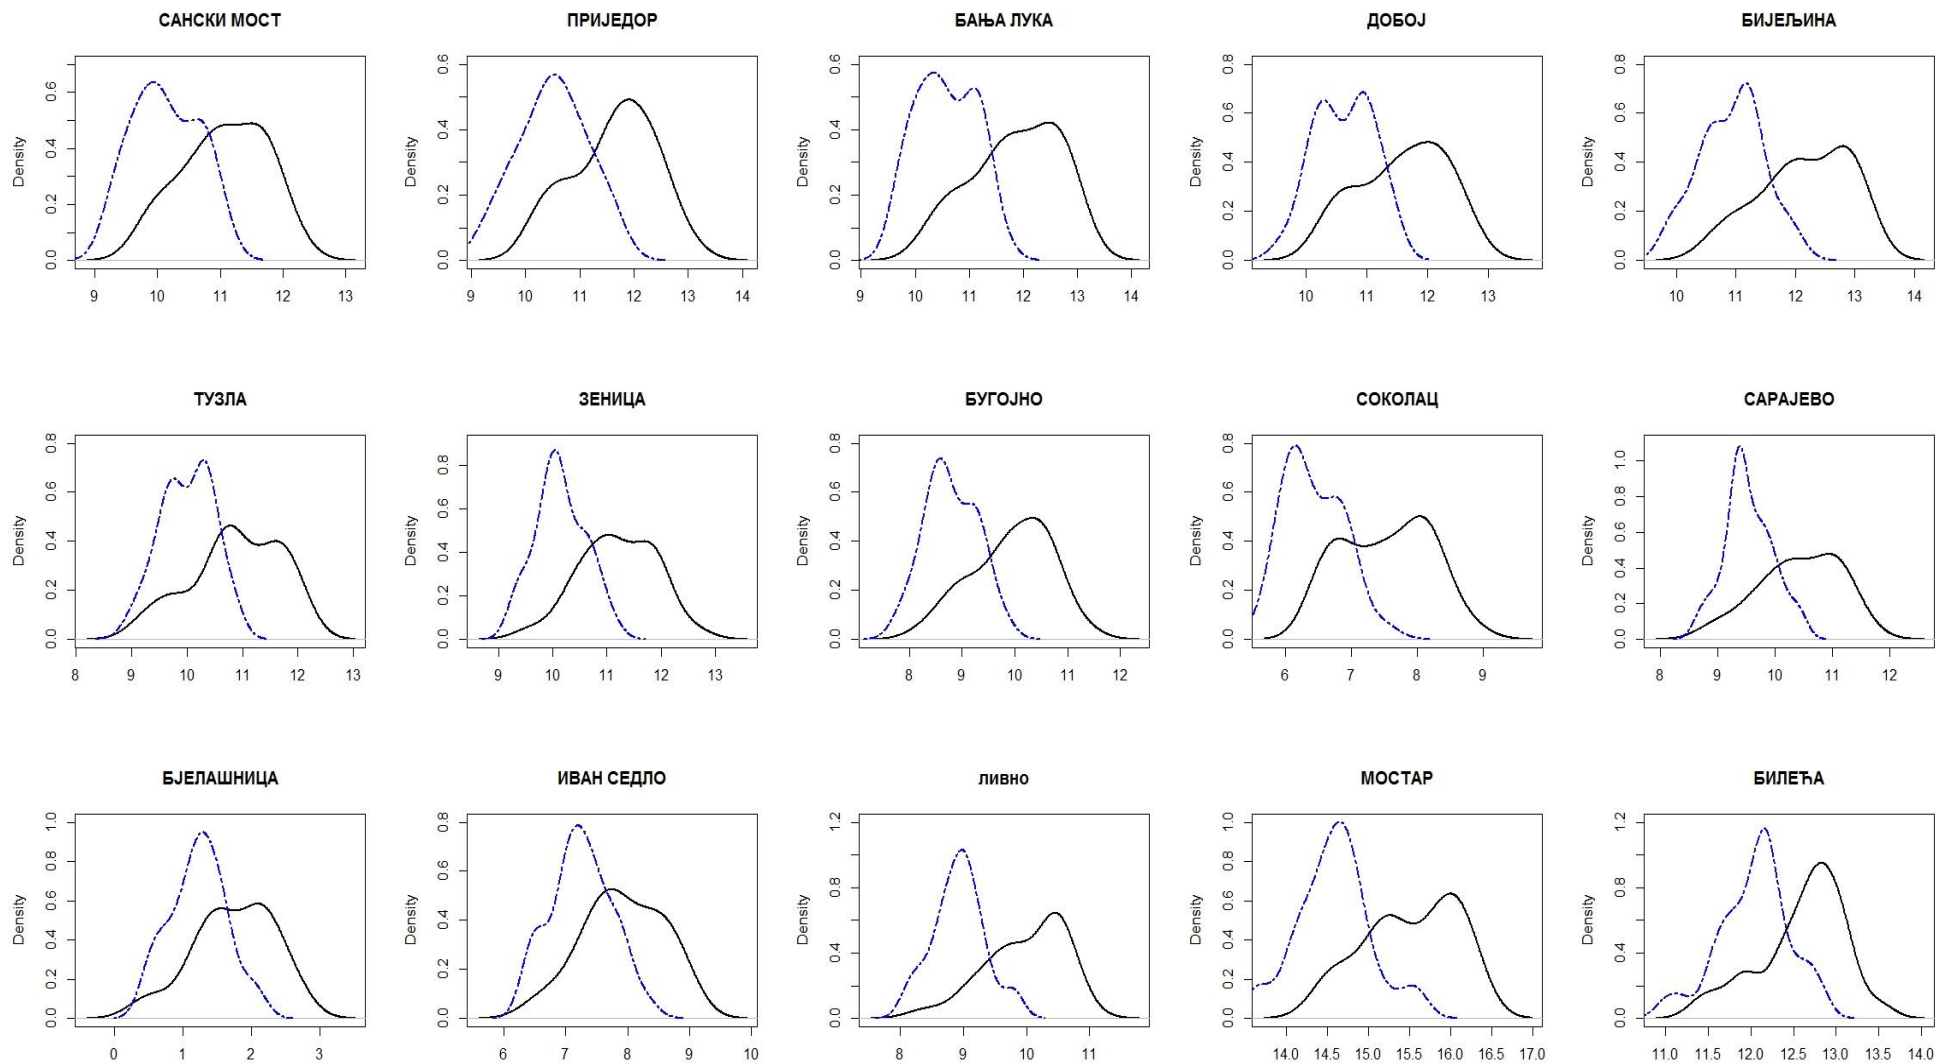 САНСКИ МОСТ
Density
0.0 0.2 0.4 0.6
9 10 11 12 13
ПРИЈЕДОР
Density
0.0 0.2 0.4 0.6
9 10 11 12 13 14
БАЊА ЛУКА
Density
0.0 0.2 0.4 0.6
9 10 11 12 13 14
ДОБОЈ
Density
0.0 0.2 0.4 0.6 0.8
10 11 12 13
БИЈЕЉИНА
Density
0.0 0.2 0.4 0.6 0.8
10 11 12 13 14
ТУЗЛА
Density
0.0 0.2 0.4 0.6 0.8
8 9 10 11 12 13
ЗЕНИЦА
Density
0.0 0.2 0.4 0.6 0.8
9 10 11 12 13
БУГОЈНО
Density
0.0 0.2 0.4 0.6 0.8
8 9 10 11 12
СОКОЛАЦ
Density
0.0 0.2 0.4 0.6 0.8
6 7 8 9
САРАЈЕВО
Density
0.0 0.2 0.4 0.6 0.8 1.0
8 9 10 11 12
БЈЕЛАШНИЦА
Density
0.0 0.2 0.4 0.6 0.8 1.0
0 1 2 3
ИВАН СЕДЛО
Density
0.0 0.2 0.4 0.6 0.8
6 7 8 9 10
ливно
Density
0.0 0.4 0.8 1.2
8 9 10 11
МОСТАР
Density
0.0 0.2 0.4 0.6 0.8 1.0
14.0 14.5 15.0 15.5 16.0 16.5 17.0
БИЛЕЋА
Density
0.0 0.4 0.8 1.2
11.0 11.5 12.0 12.5 13.0 13.5 14.0